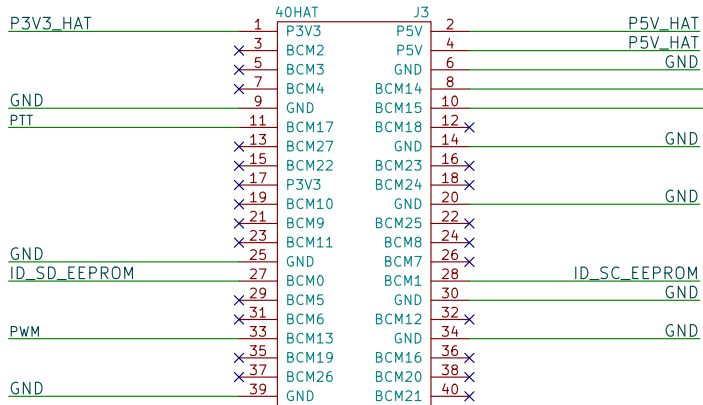 40HAT J3
P3V3_HAT 1 P3V3 P5V 2 P5V_HAT
3 BCM2 P5V 4 P5V_HAT
5 BCM3 GND 6 GND
7 BCM4 BCM14 8
GND 9 GND BCM15 10
PTT 11 BCM17 BCM18 12
13 BCM27 GND 14 GND
15 BCM22 BCM23 16
17 P3V3 BCM24 18
19 BCM10 GND 20 GND
21 BCM9 BCM25 22
23 BCM11 BCM8 24
GND 25 GND BCM7 26
ID_SD_EEPROM 27 BCM0 BCM1 28 ID_SC_EEPROM
29 BCM5 GND 30 GND
31 BCM6 BCM12 32
PWM 33 BCM13 GND 34 GND
35 BCM19 BCM16 36
37 BCM26 BCM20 38
GND 39 GND BCM21 40